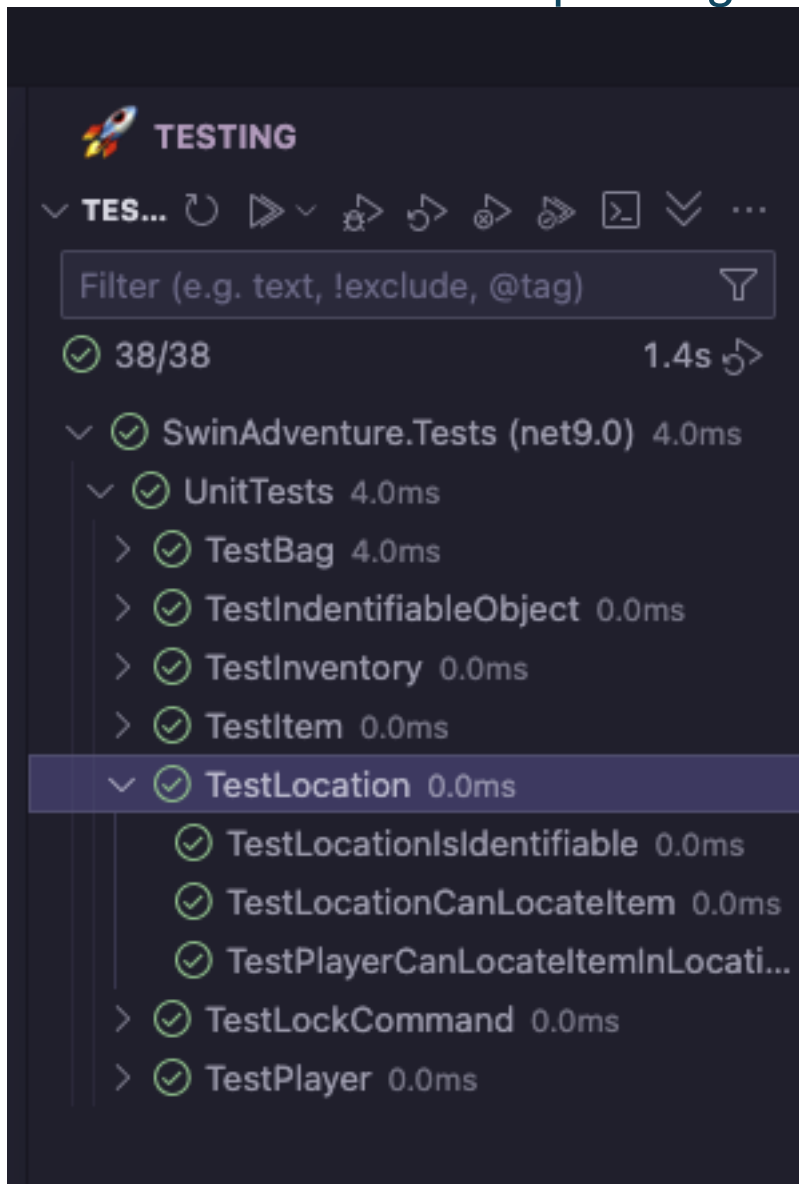 TESTING
TES...
Filter (e.g. text, !exclude, @tag)
38/38 1.4s
SwinAdventure.Tests (net9.0) 4.0ms
UnitTests 4.0ms
TestBag 4.0ms
TestIndentifiableObject 0.0ms
TestInventory 0.0ms
TestItem 0.0ms
TestLocation 0.0ms
TestLocationIsIdentifiable 0.0ms
TestLocationCanLocateItem 0.0ms
TestPlayerCanLocateItemInLocati...
TestLockCommand 0.0ms
TestPlayer 0.0ms